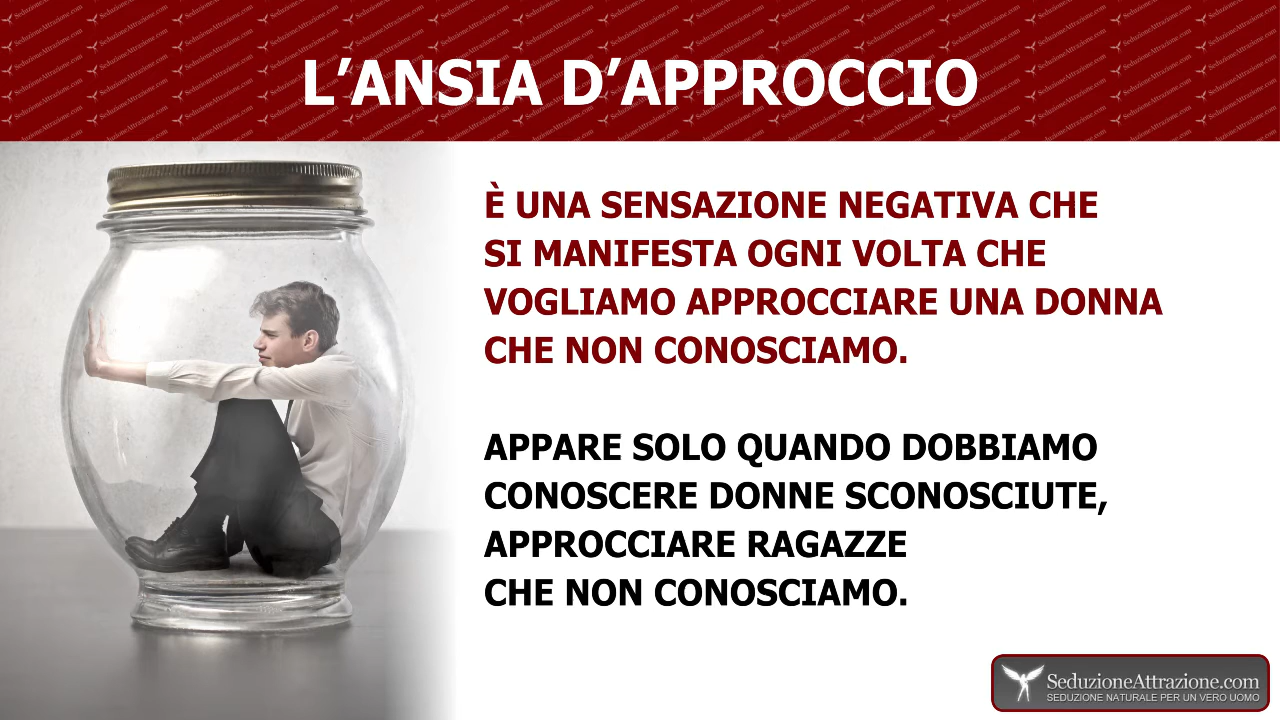 L’ANSIA D’APPROCCIO
È UNA SENSAZIONE NEGATIVA CHE
SI MANIFESTA OGNI VOLTA CHE
VOGLIAMO APPROCCIARE UNA DONNA
CHE NON CONOSCIAMO.
APPARE SOLO QUANDO DOBBIAMO
CONOSCERE DONNE SCONOSCIUTE,
APPROCCIARE RAGAZZE
CHE NON CONOSCIAMO.
SeduzioneAttrazione.com
SEDUZIONE NATURALE PER UN VERO UOMO